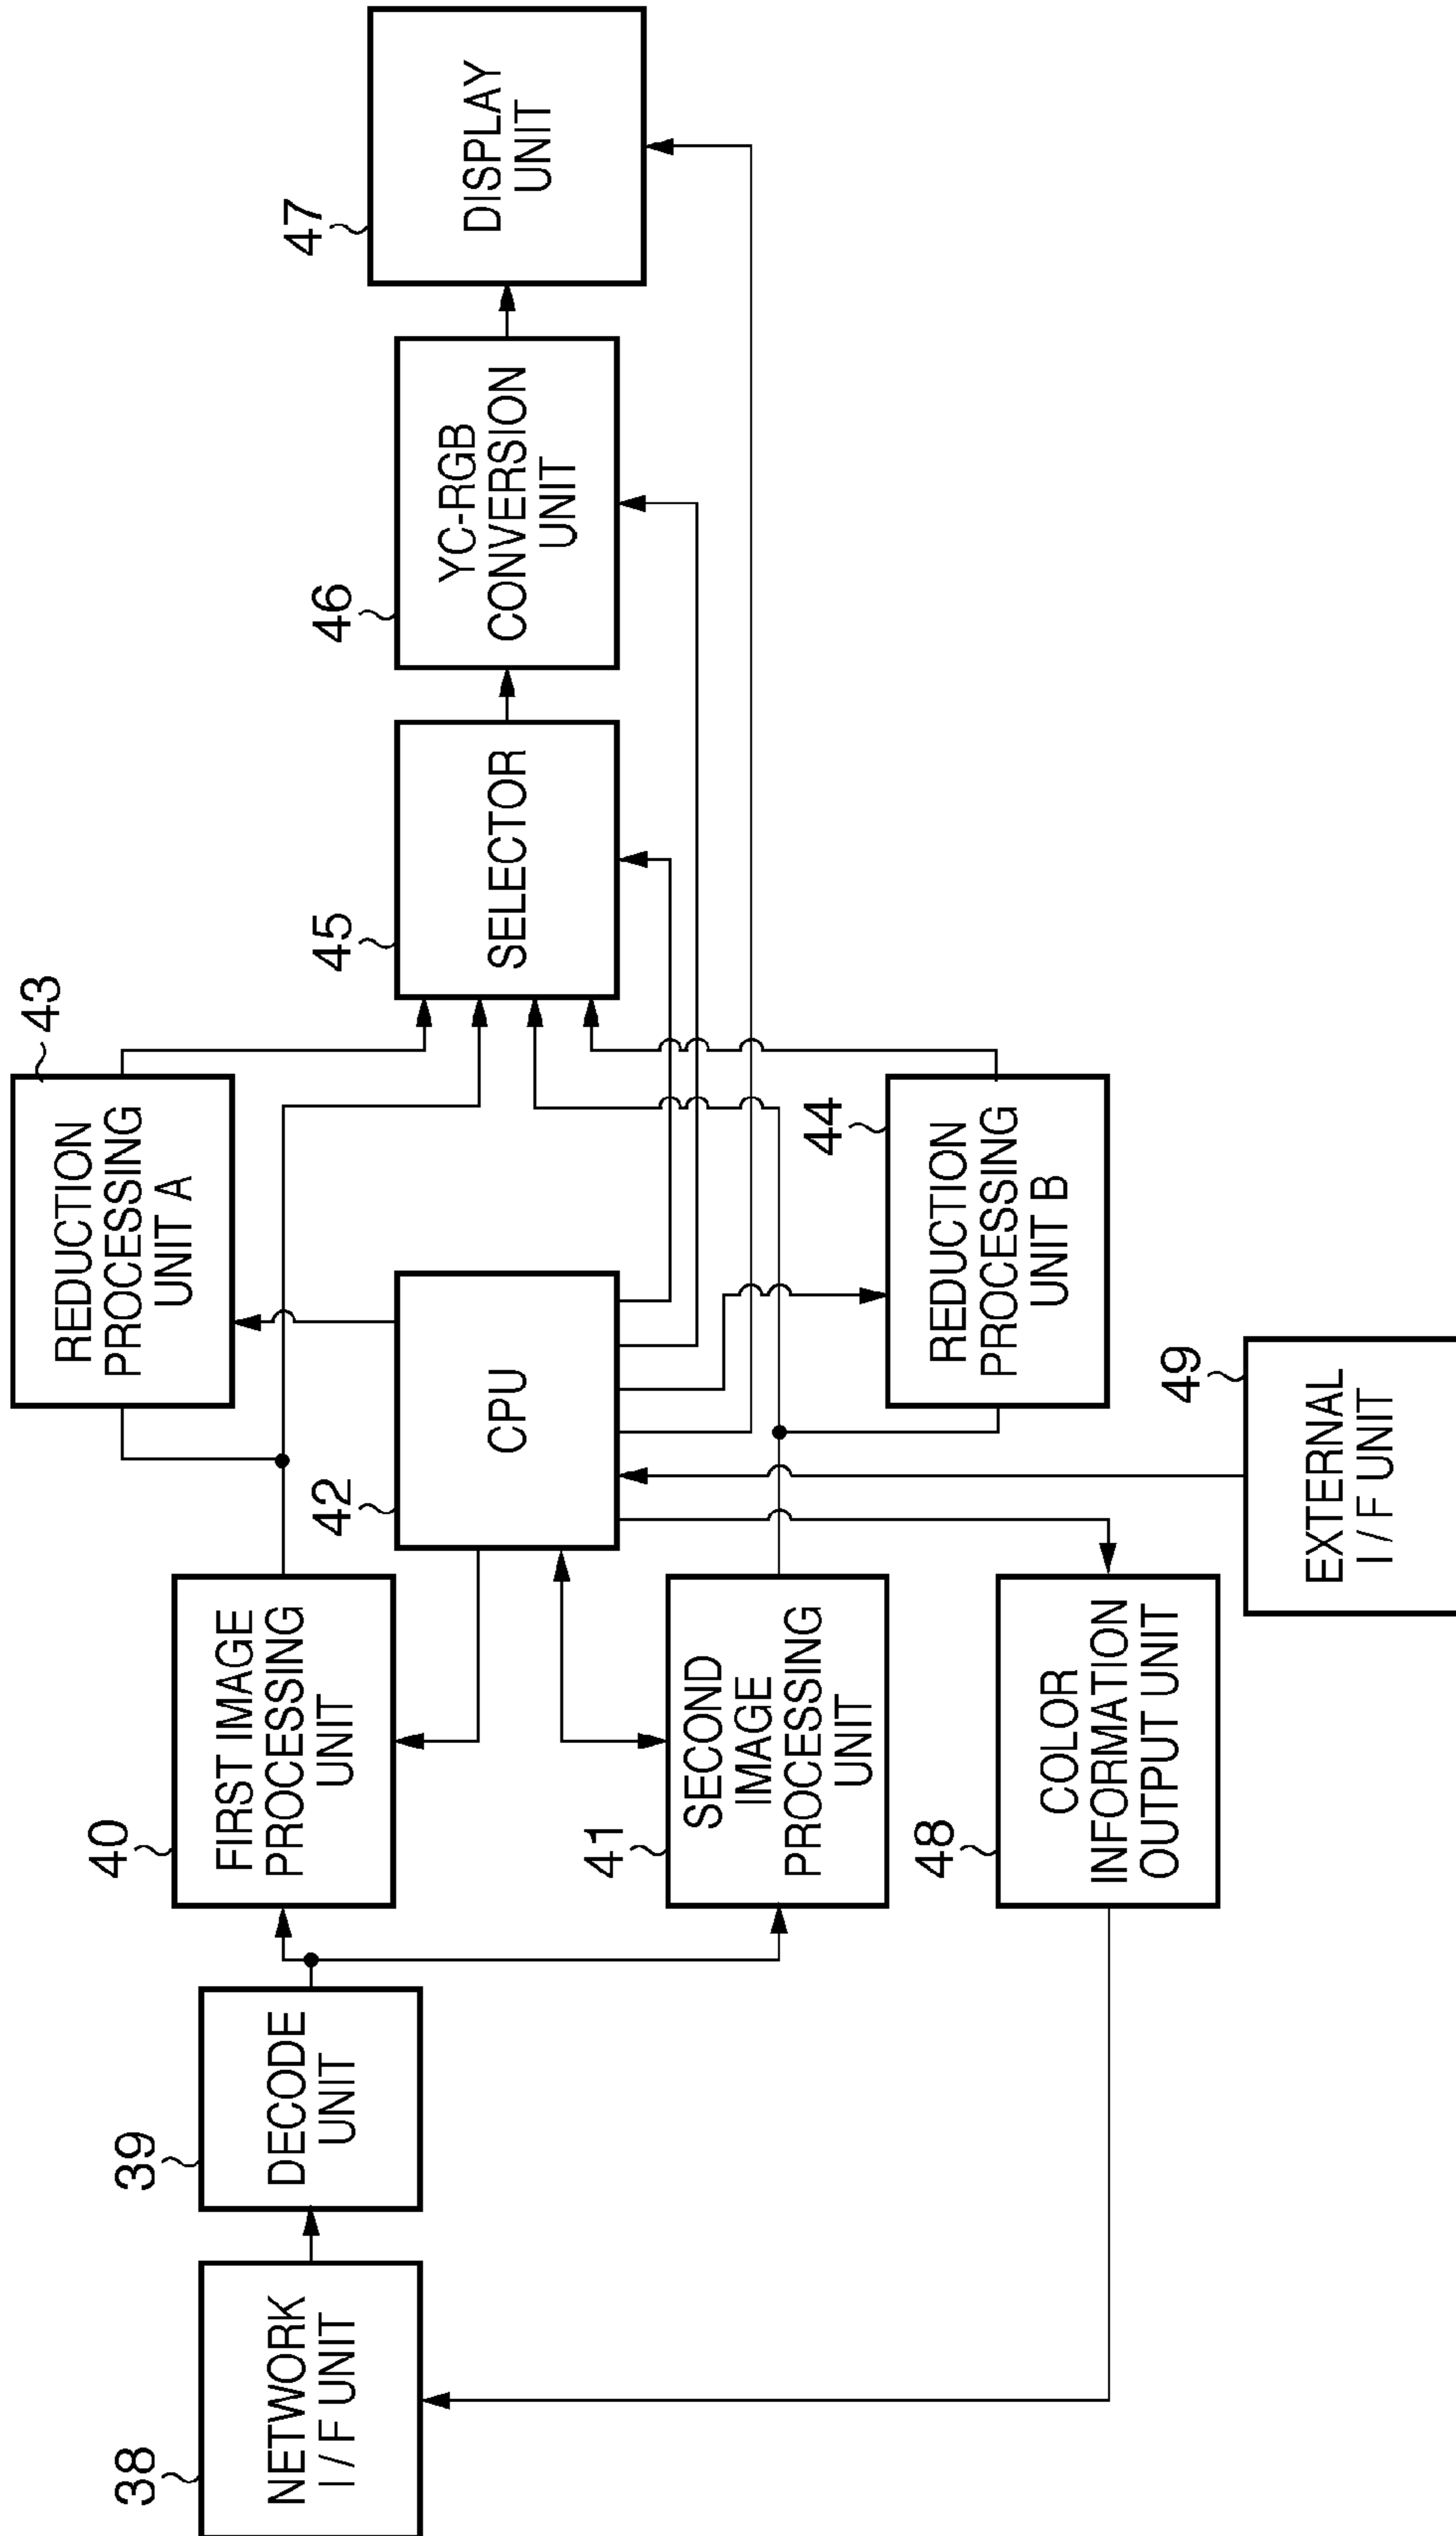 38
NETWORK
I / F UNIT
39
DECODE
UNIT
40
FIRST IMAGE
PROCESSING
UNIT
41
SECOND
IMAGE
PROCESSING
UNIT
42
CPU
43
REDUCTION
PROCESSING
UNIT A
44
REDUCTION
PROCESSING
UNIT B
45
SELECTOR
46
YC-RGB
CONVERSION
UNIT
47
DISPLAY
UNIT
48
COLOR
INFORMATION
OUTPUT UNIT
49
EXTERNAL
I / F UNIT